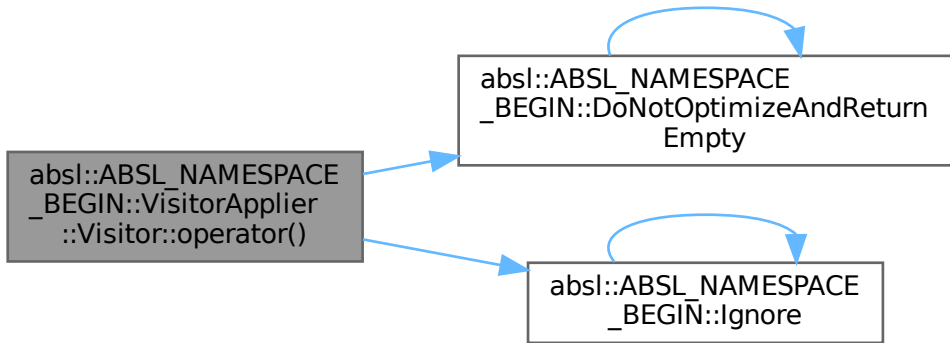 absl::ABSL_NAMESPACE
_BEGIN::DoNotOptimizeAndReturn
Empty
absl::ABSL_NAMESPACE
_BEGIN::VisitorApplier
::Visitor::operator()
absl::ABSL_NAMESPACE
_BEGIN::Ignore